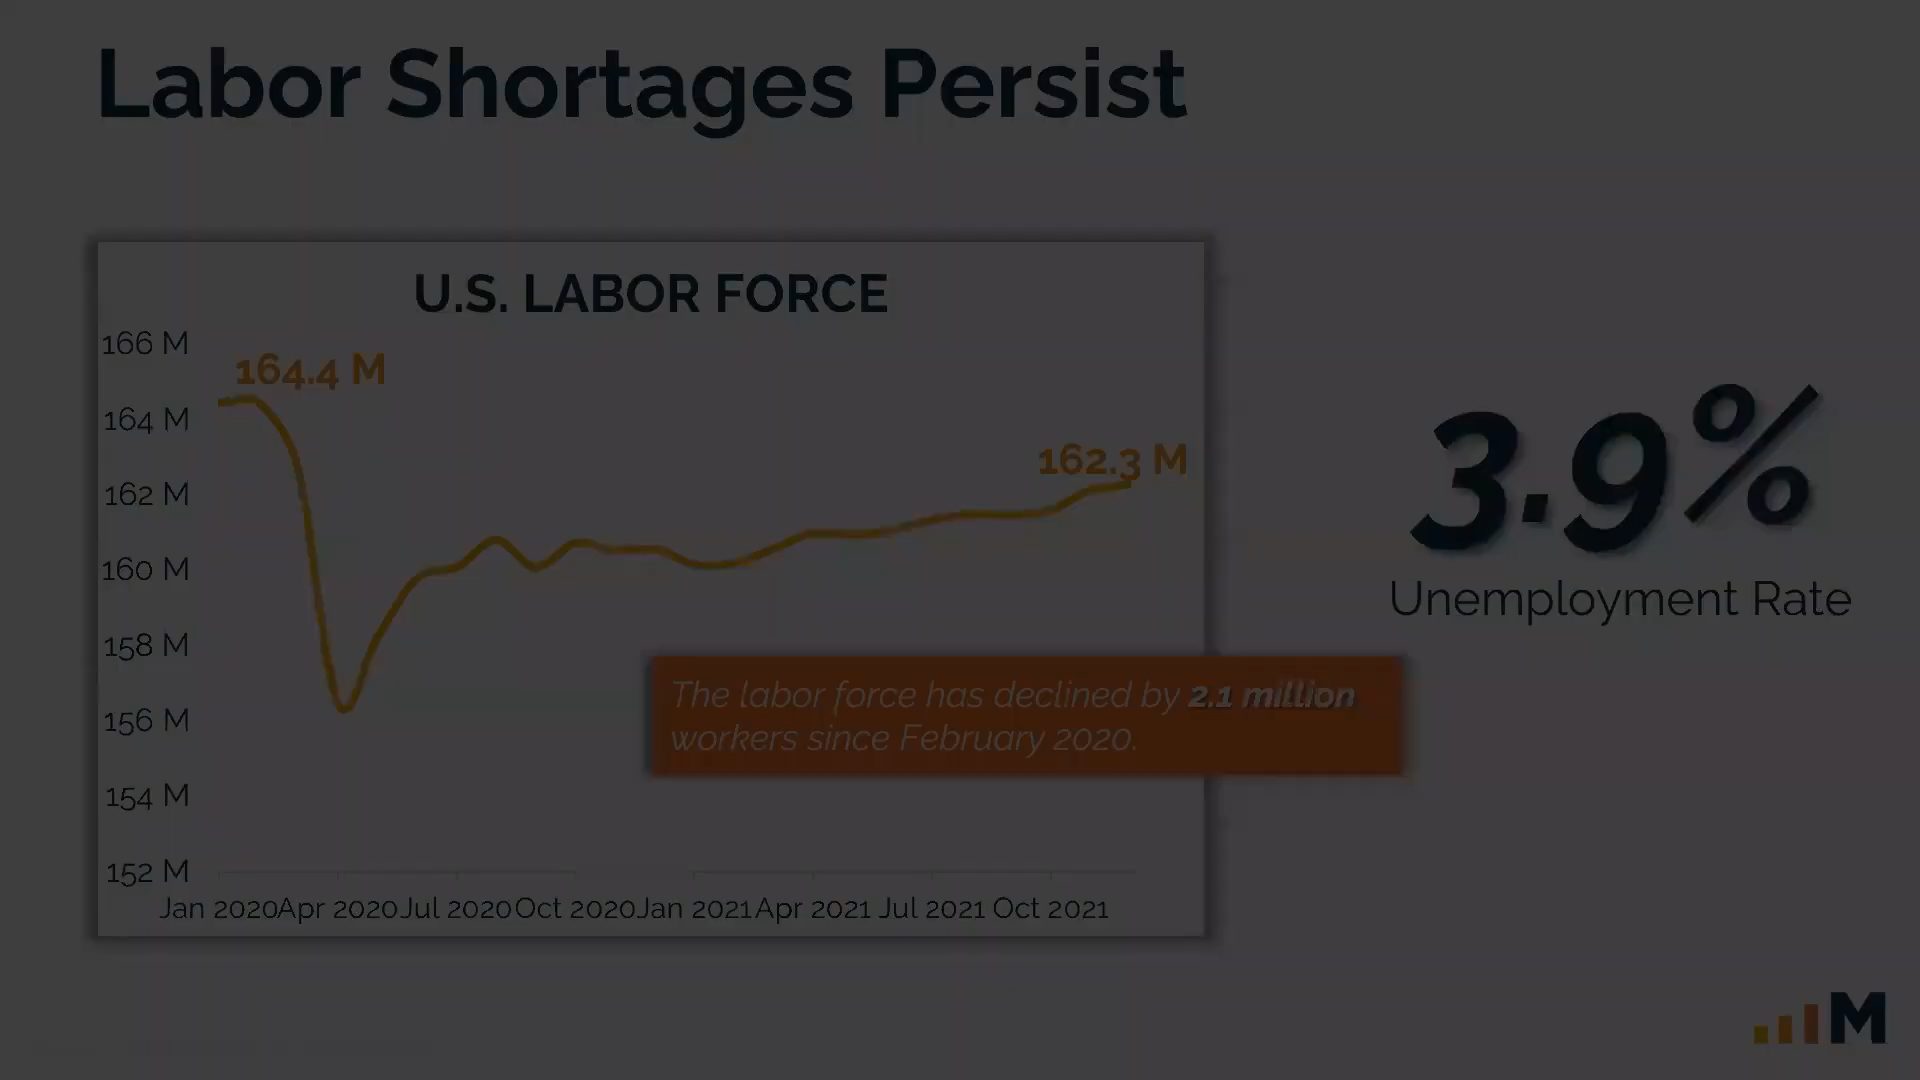 Labor Shortages Persist
U.S. LABOR FORCE
166 M
164.4 M
164 M
162.3 M
162 M
160 M
158 M
156 M
154 M
152 M
Jan 2020 Apr 2020 Jul 2020 Oct 2020 Jan 2021 Apr 2021 Jul 2021 Oct 2021
The labor force has declined by 2.1 million
workers since February 2020.
3.9%
Unemployment Rate
M